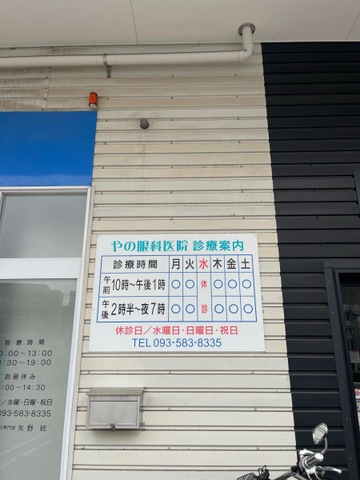 やの眼科医院 診療案内
診療時間 月 火 水 木 金 土
午前 10時～午後1時 ○ ○ 休 ○ ○ ○
午後 2時半～夜7時 ○ ○ 診 ○ ○ ○
休診日／水曜日・日曜日・祝日
TEL 093-583-8335
診療時間
0:00～13:00
:30～19:00
お昼休み
:00～14:30
／水曜・日曜・祝日
093-583-8335
矢野